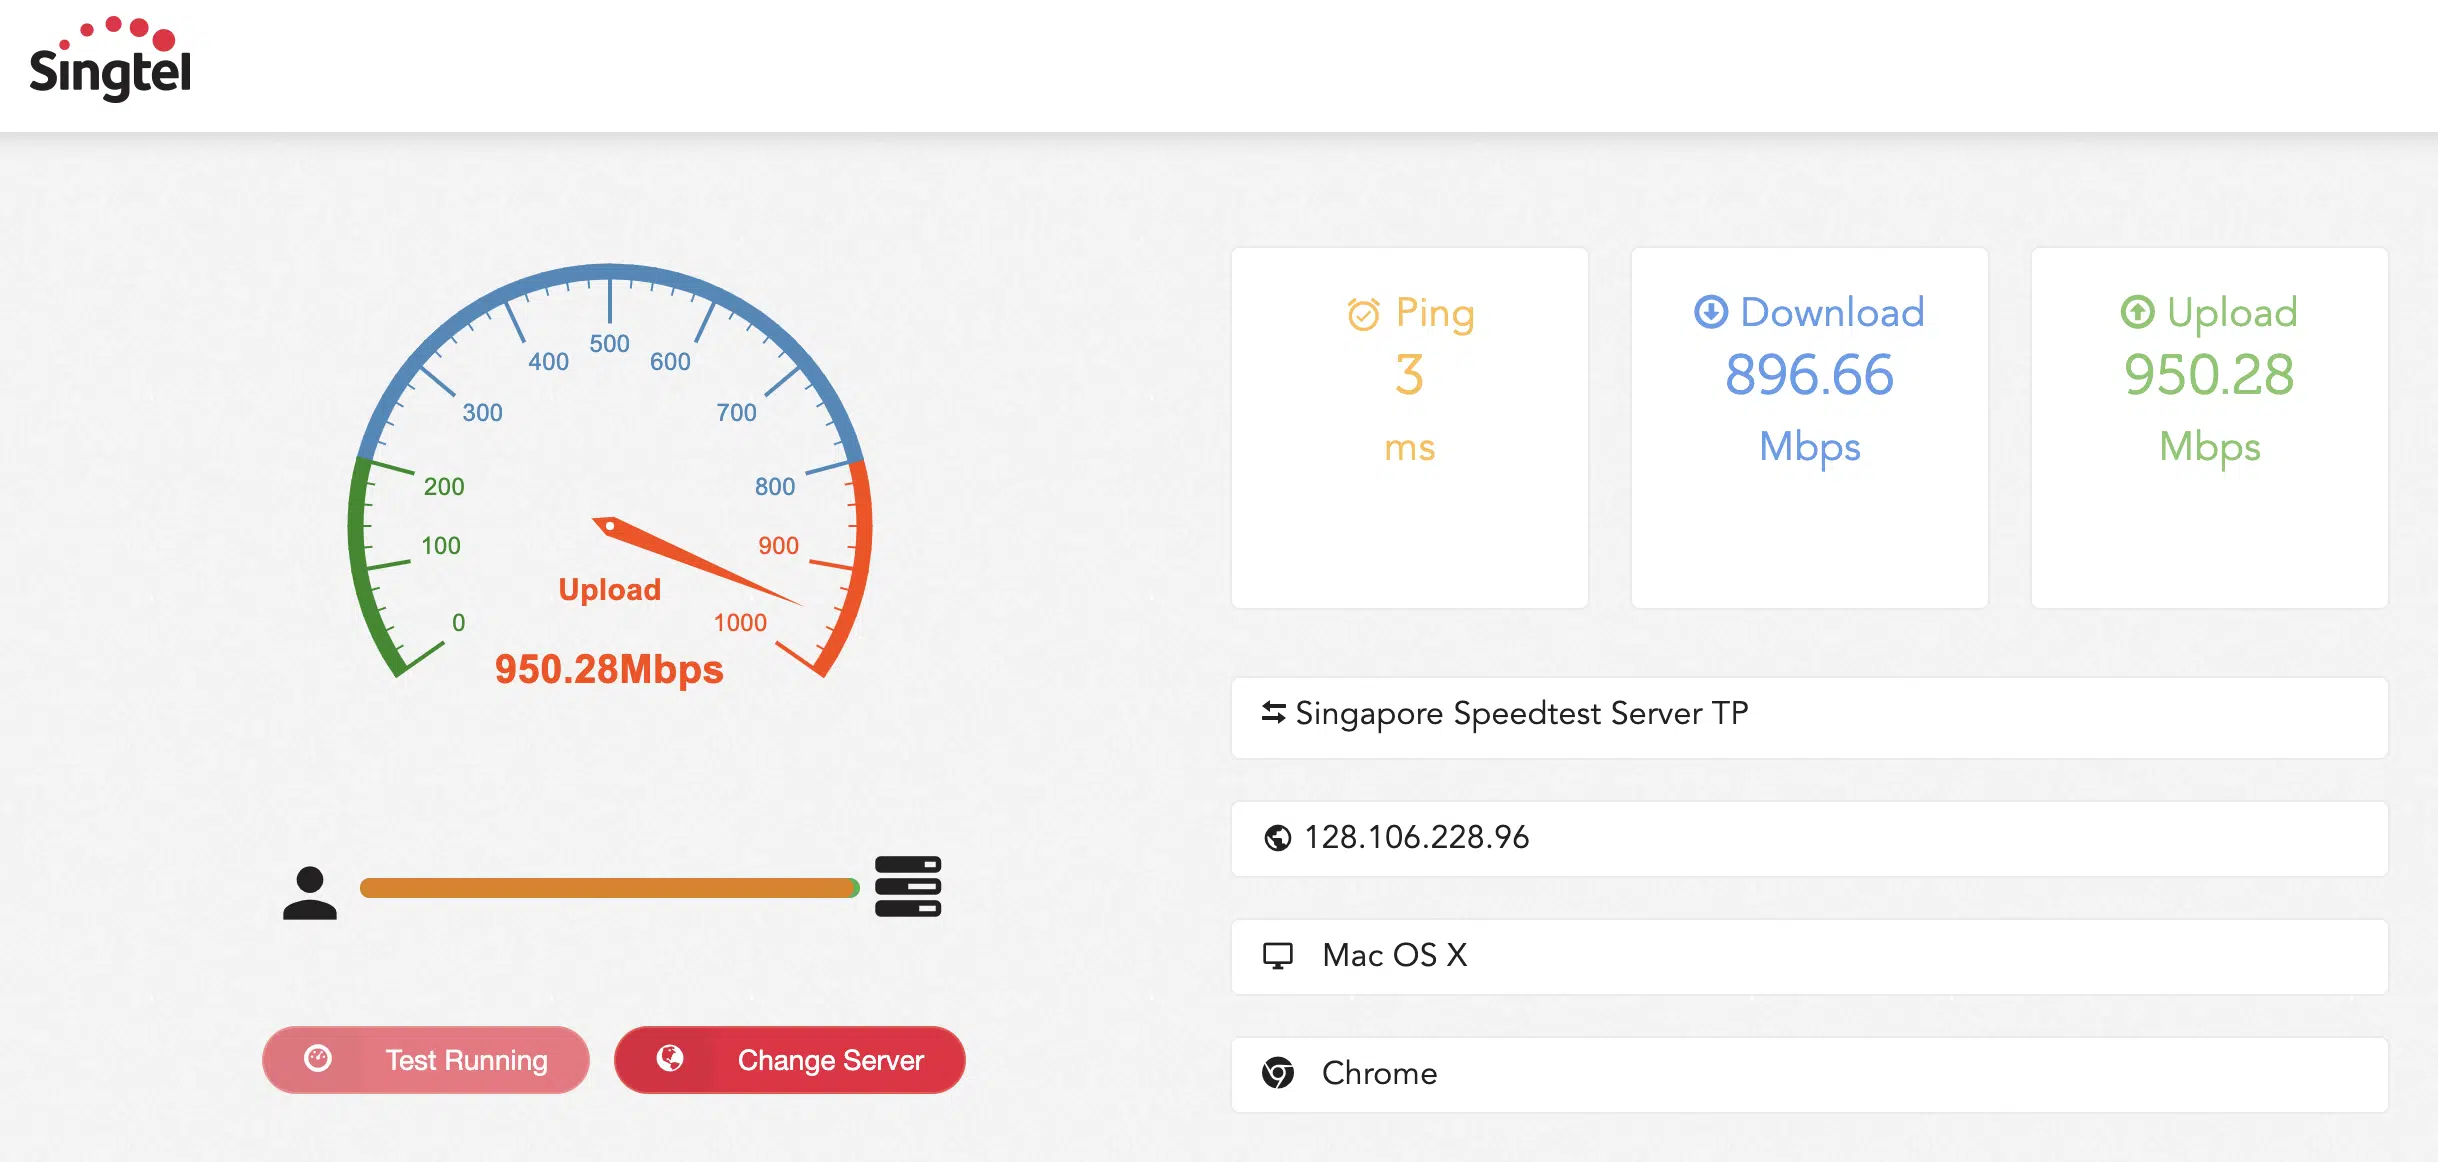 Singtel
500
400
600
300
700
200
800
100
900
Upload
0
1000
950.28Mbps
Test Running
Change Server
Ping
3
ms
Download
896.66
Mbps
Upload
950.28
Mbps
Singapore Speedtest Server TP
128.106.228.96
Mac OS X
Chrome